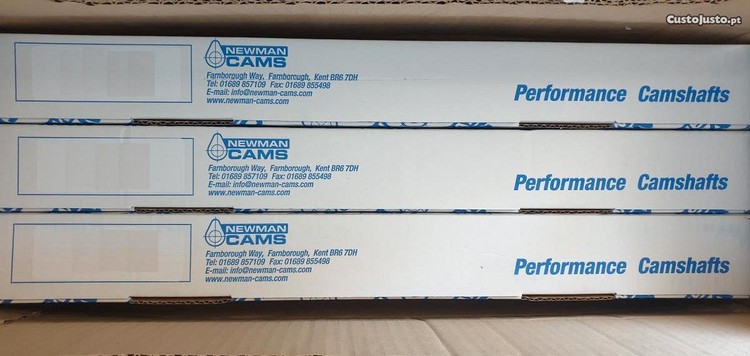 CustoJusto.pt
NEWMAN
CAMS
Farnborough Way, Farnborough, Kent BR6 7DH
Tel: 01689 857109 Fax: 01689 855498
E-mail: info@newman-cams.com
www.newman-cams.com
Performance Camshafts
NEWMAN
CAMS
Farnborough Way, Farnborough, Kent BR6 7DH
Tel: 01689 857109 Fax: 01689 855498
E-mail: info@newman-cams.com
www.newman-cams.com
Performance Camshafts
NEWMAN
CAMS
Farnborough Way, Farnborough, Kent BR6 7DH
Tel: 01689 857109 Fax: 01689 855498
E-mail: info@newman-cams.com
www.newman-cams.com
Performance Camshafts